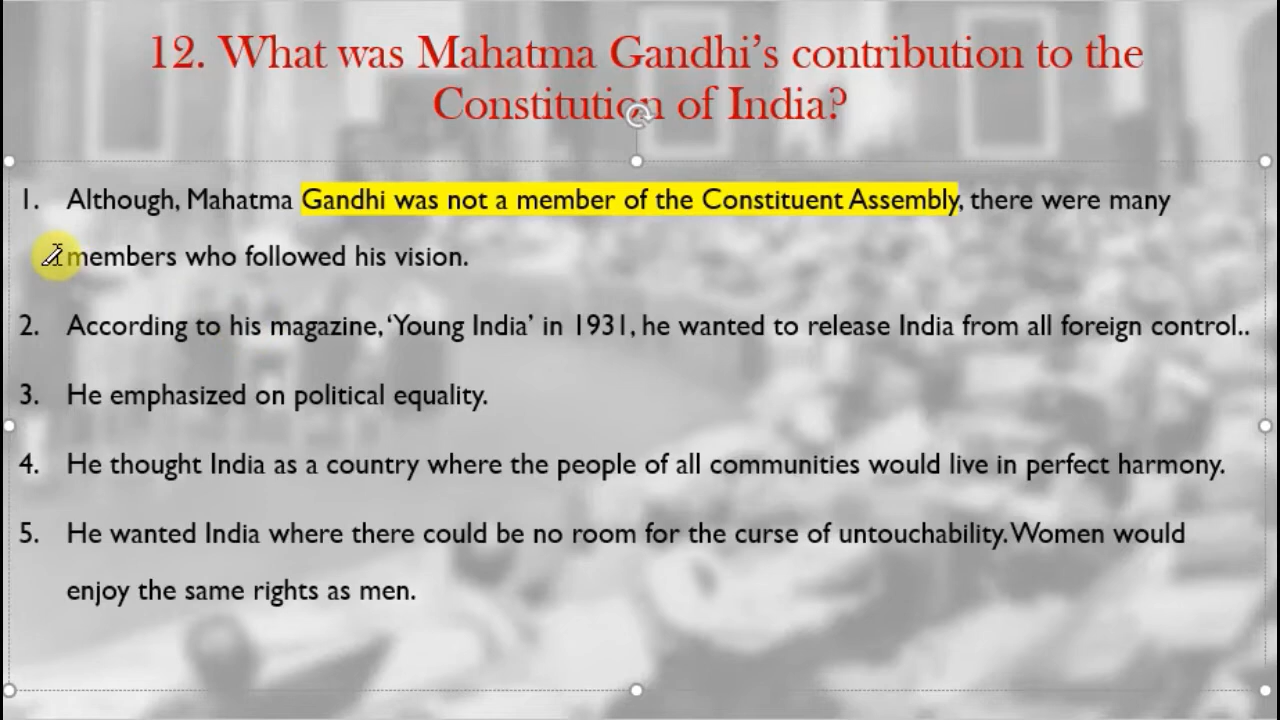 12. What was Mahatma Gandhi’s contribution to the
Constitution of India?
1. Although, Mahatma Gandhi was not a member of the Constituent Assembly, there were many
members who followed his vision.
2. According to his magazine, ‘Young India’ in 1931, he wanted to release India from all foreign control..
3. He emphasized on political equality.
4. He thought India as a country where the people of all communities would live in perfect harmony.
5. He wanted India where there could be no room for the curse of untouchability. Women would
enjoy the same rights as men.